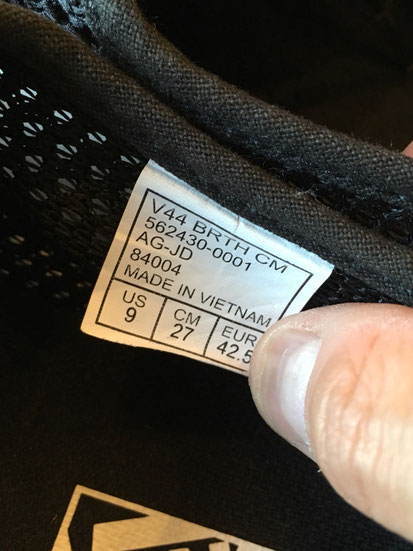 V44 BRTH CM
562430-0001
AG-JD
84004
MADE IN VIETNAM
US CM EUR
9 27 42.5